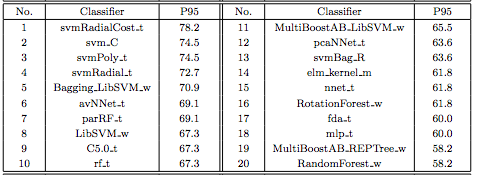 No. Classifier P95 No. Classifier P95
1 svmRadialCost_t 78.2 11 MultiBoostAB_LibSVM_w 65.5
2 svm_C 74.5 12 pcaNNet_t 63.6
3 svmPoly_t 74.5 13 svmBag_R 63.6
4 svmRadial_t 72.7 14 elm_kernel_m 61.8
5 Bagging_LibSVM_w 70.9 15 nnet_t 61.8
6 avNNet_t 69.1 16 RotationForest_w 61.8
7 parRF_t 69.1 17 fda_t 60.0
8 LibSVM_w 67.3 18 mlp_t 60.0
9 C5.0_t 67.3 19 MultiBoostAB_REPTree_w 58.2
10 rf_t 67.3 20 RandomForest_w 58.2